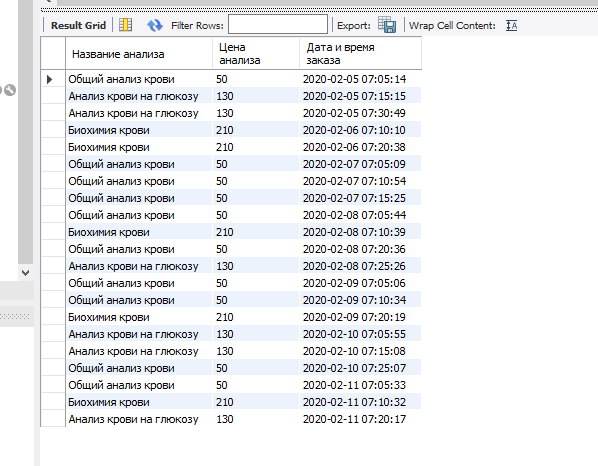 Result Grid Filter Rows: Export: Wrap Cell Content:
Название анализа Цена анализа Дата и время заказа
Общий анализ крови 50 2020-02-05 07:05:14
Анализ крови на глюкозу 130 2020-02-05 07:15:15
Анализ крови на глюкозу 130 2020-02-05 07:30:49
Биохимия крови 210 2020-02-06 07:10:10
Биохимия крови 210 2020-02-06 07:20:38
Общий анализ крови 50 2020-02-07 07:05:09
Общий анализ крови 50 2020-02-07 07:10:54
Общий анализ крови 50 2020-02-07 07:15:25
Общий анализ крови 50 2020-02-08 07:05:44
Биохимия крови 210 2020-02-08 07:10:39
Общий анализ крови 50 2020-02-08 07:20:36
Анализ крови на глюкозу 130 2020-02-08 07:25:26
Общий анализ крови 50 2020-02-09 07:05:06
Общий анализ крови 50 2020-02-09 07:10:34
Биохимия крови 210 2020-02-09 07:20:19
Анализ крови на глюкозу 130 2020-02-10 07:05:55
Анализ крови на глюкозу 130 2020-02-10 07:15:08
Общий анализ крови 50 2020-02-10 07:25:07
Общий анализ крови 50 2020-02-11 07:05:33
Биохимия крови 210 2020-02-11 07:10:32
Анализ крови на глюкозу 130 2020-02-11 07:20:17